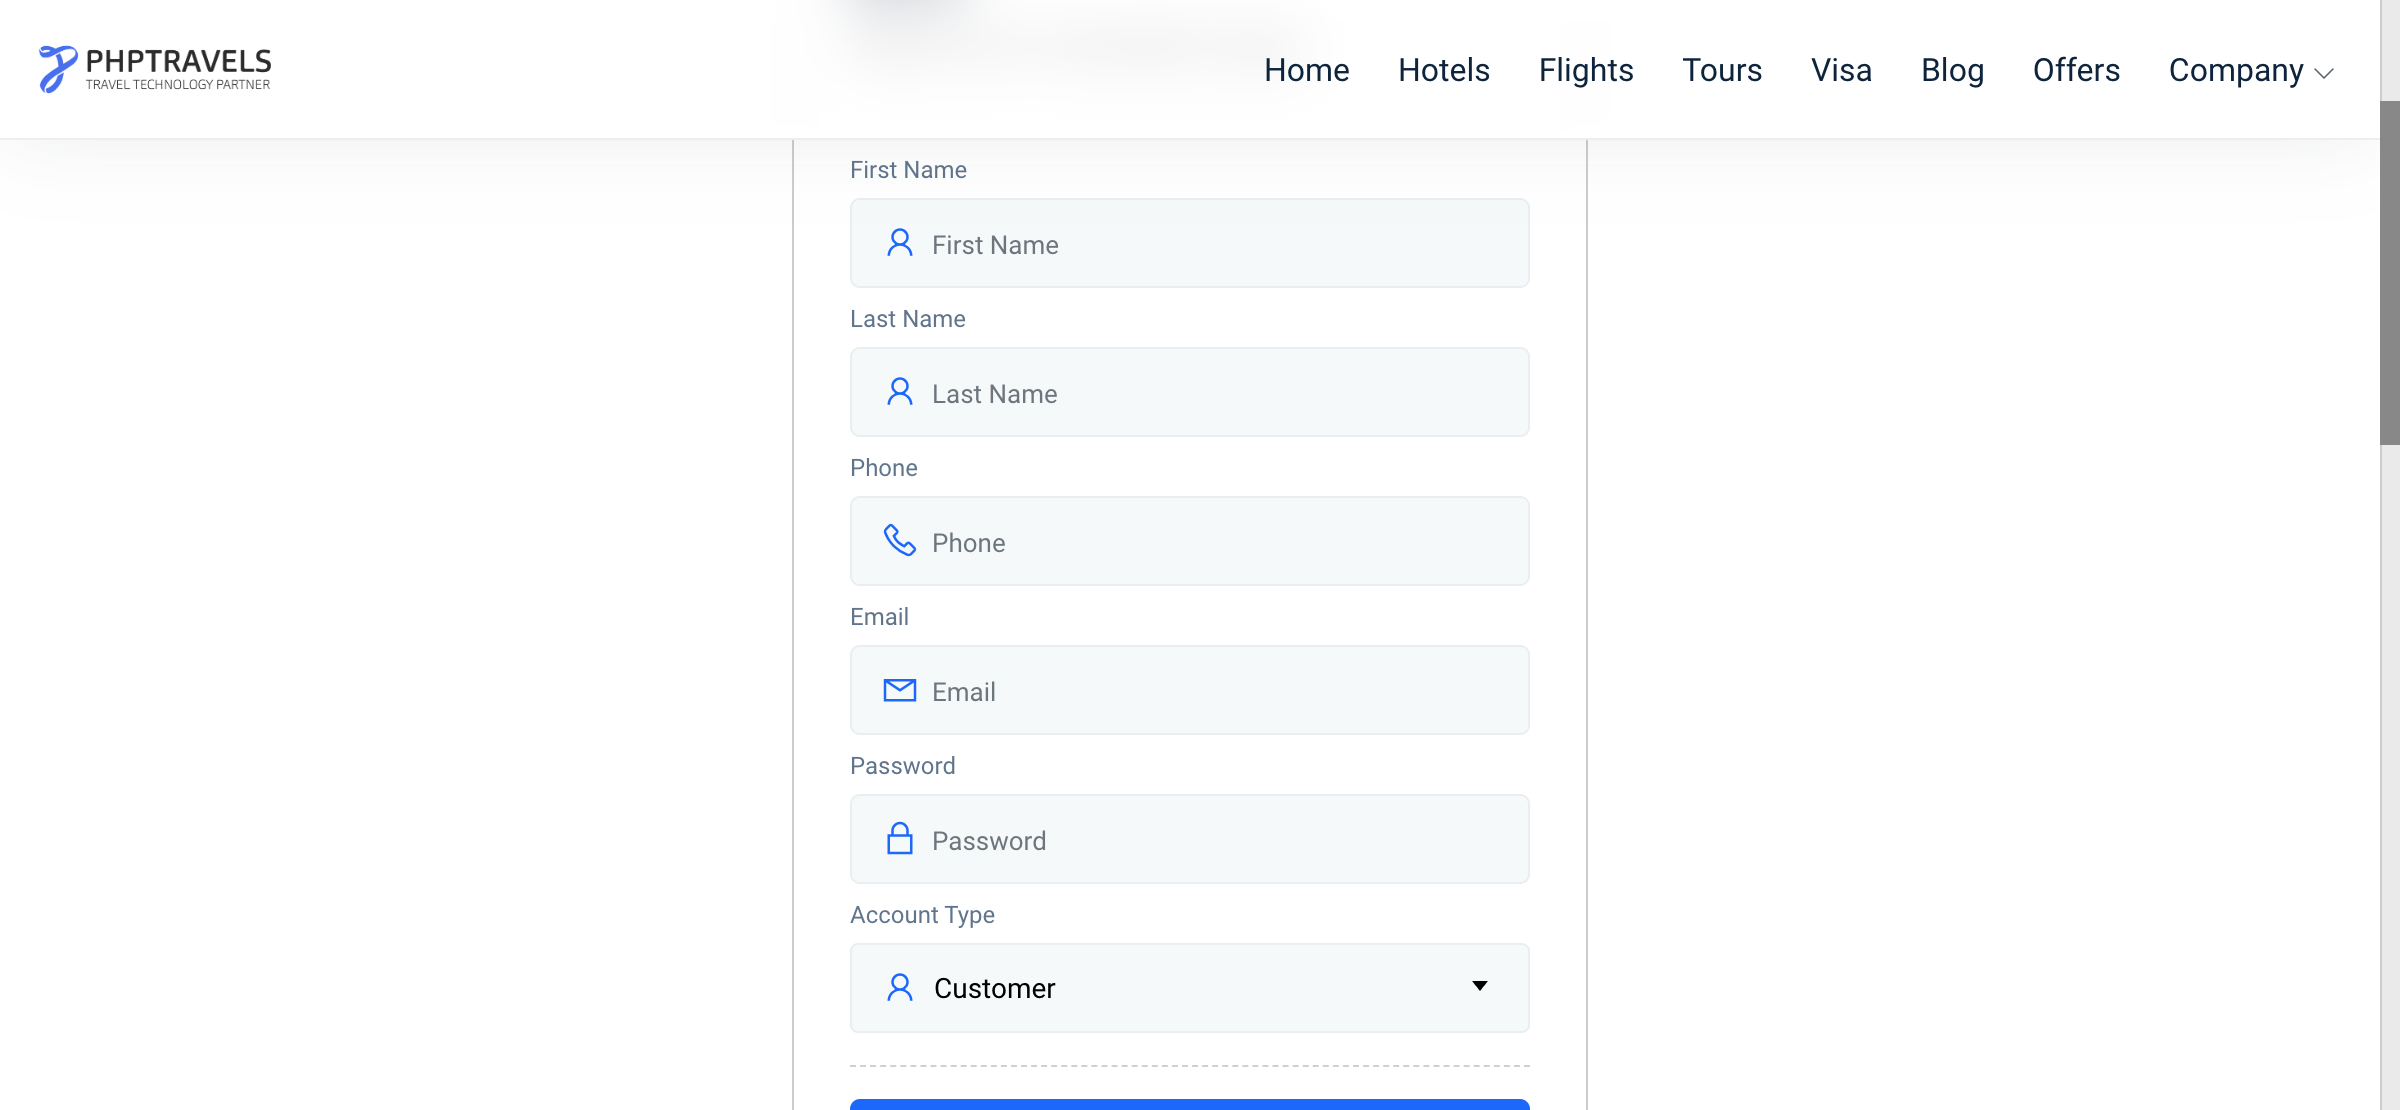 PHPTRAVELS
TRAVEL TECHNOLOGY PARTNER
Home Hotels Flights Tours Visa Blog Offers Company
First Name
First Name
Last Name
Last Name
Phone
Phone
Email
Email
Password
Password
Account Type
Customer